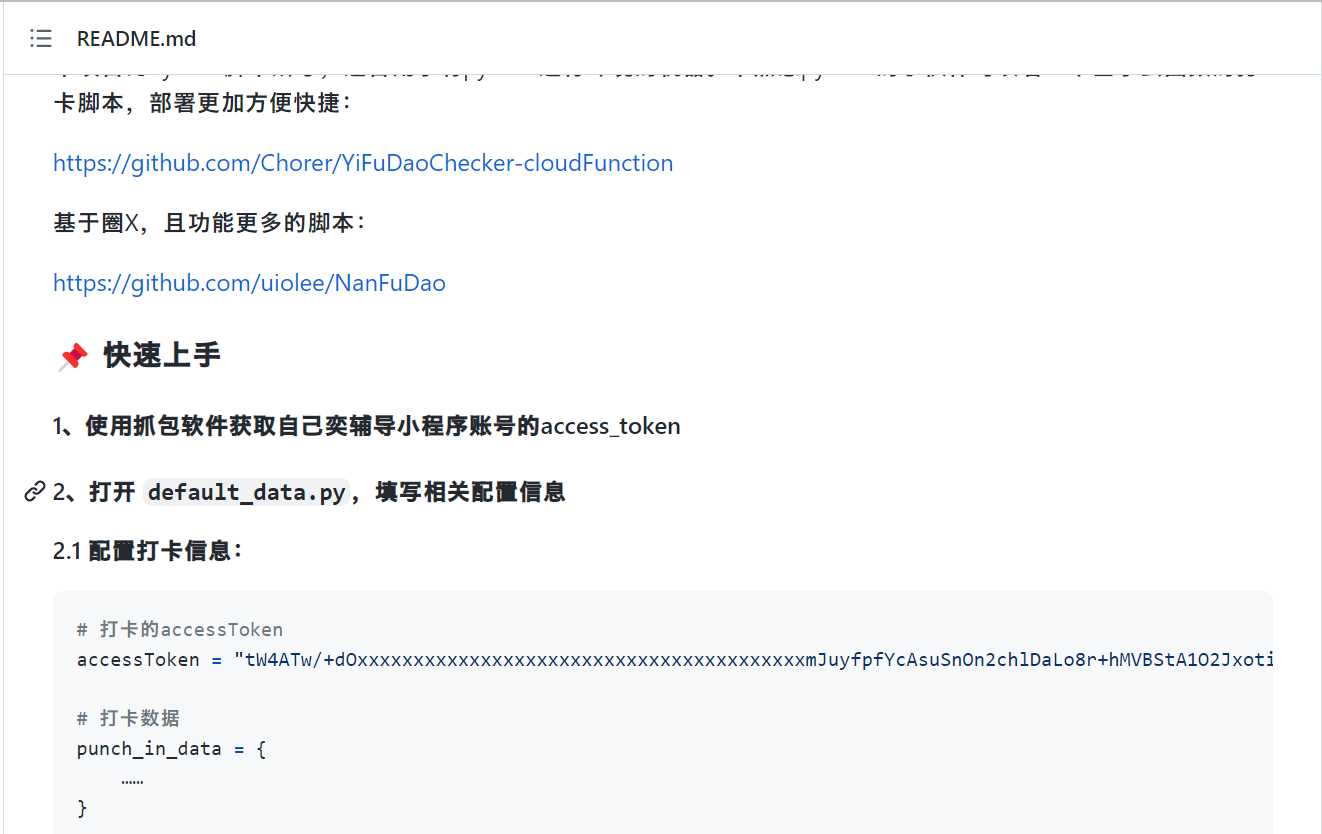 README.md
卡脚本，部署更加方便快捷：
https://github.com/Chorer/YiFuDaoChecker-cloudFunction
基于圈X，且功能更多的脚本：
https://github.com/uiolee/NanFuDao
快速上手
1、使用抓包软件获取自己奕辅导小程序账号的access_token
2、打开 default_data.py，填写相关配置信息
2.1 配置打卡信息：
# 打卡的accessToken
accessToken = "tW4ATw/+dOxxxxxxxxxxxxxxxxxxxxxxxxxxxxxxxxxxxxxxxxxmJuyfpfYcAsuSnOn2chlDaLo8r+hMVBStA1O2Jxoti
# 打卡数据
punch_in_data = {
……
}